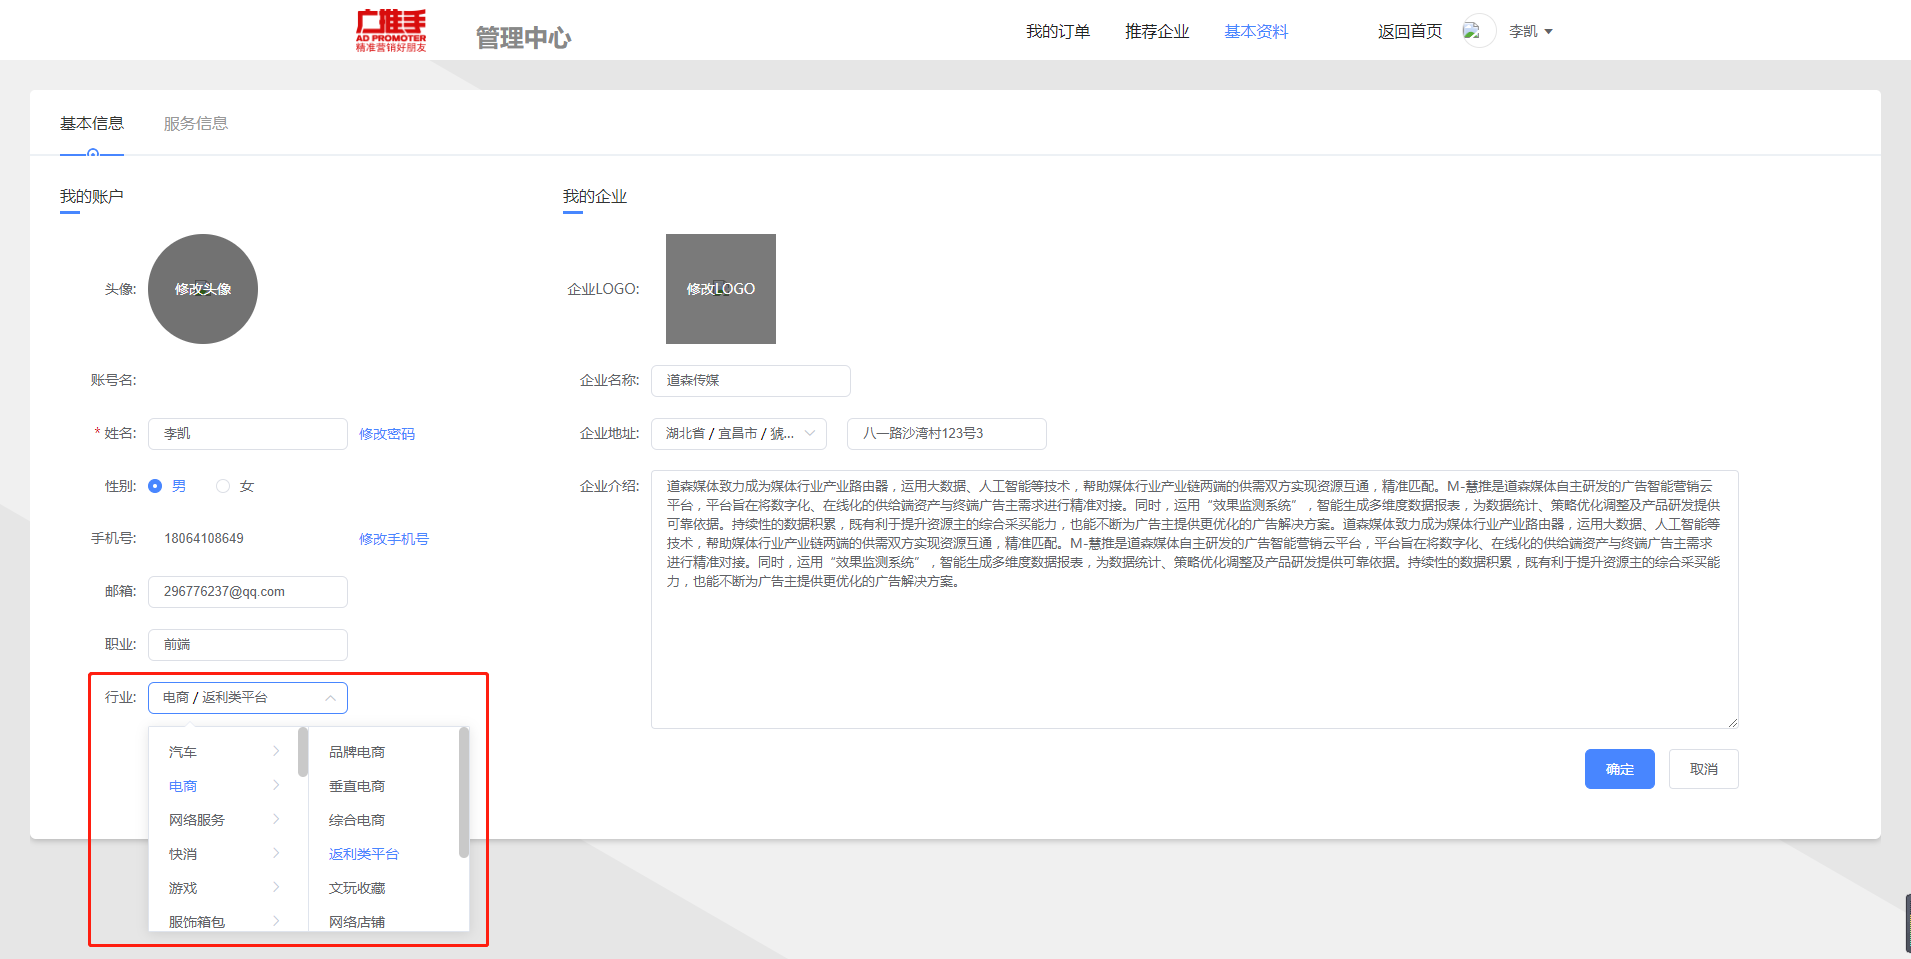 广推手
AD PROMOTER
精准营销好朋友
管理中心
我的订单
推荐企业
基本资料
返回首页
李凯
基本信息
服务信息
我的账户
头像:
修改头像
账号名:
* 姓名:
李凯
修改密码
性别:
男
女
手机号:
18064108649
修改手机号
邮箱:
296776237@qq.com
职业:
前端
行业:
电商 / 返利类平台
汽车
电商
网络服务
快消
游戏
服饰箱包
品牌电商
垂直电商
综合电商
返利类平台
文玩收藏
网络店铺
我的企业
企业LOGO:
修改LOGO
企业名称:
道森传媒
企业地址:
湖北省 / 宜昌市 / 猇...
八一路沙湾村123号3
企业介绍:
道森媒体致力成为媒体行业产业路由器，运用大数据、人工智能等技术，帮助媒体行业产业链两端的供需双方实现资源互通，精准匹配。M-慧推是道森媒体自主研发的广告智能营销云
平台，平台旨在将数字化、在线化的供给端资产与终端广告主需求进行精准对接。同时，运用“效果监测系统”，智能生成多维度数据报表，为数据统计、策略优化调整及产品研发提供
可靠依据。持续性的数据积累，既有利于提升资源主的综合采买能力，也能不断为广告主提供更优化的广告解决方案。道森媒体致力成为媒体行业产业路由器，运用大数据、人工智能等
技术，帮助媒体行业产业链两端的供需双方实现资源互通，精准匹配。M-慧推是道森媒体自主研发的广告智能营销云平台，平台旨在将数字化、在线化的供给端资产与终端广告主需求
进行精准对接。同时，运用“效果监测系统”，智能生成多维度数据报表，为数据统计、策略优化调整及产品研发提供可靠依据。持续性的数据积累，既有利于提升资源主的综合采买能
力，也能不断为广告主提供更优化的广告解决方案。
确定
取消